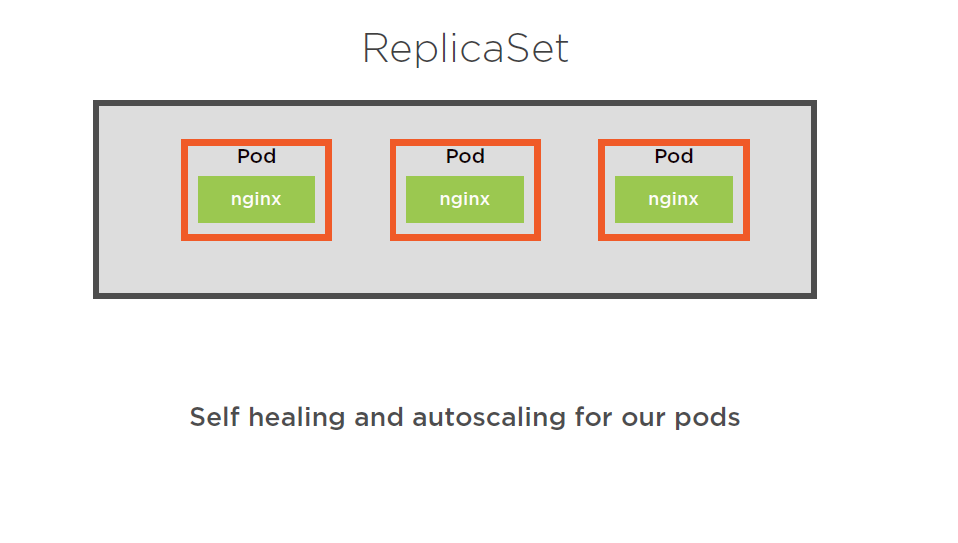 ReplicaSet
Pod Pod Pod
nginx nginx nginx
Self healing and autoscaling for our pods